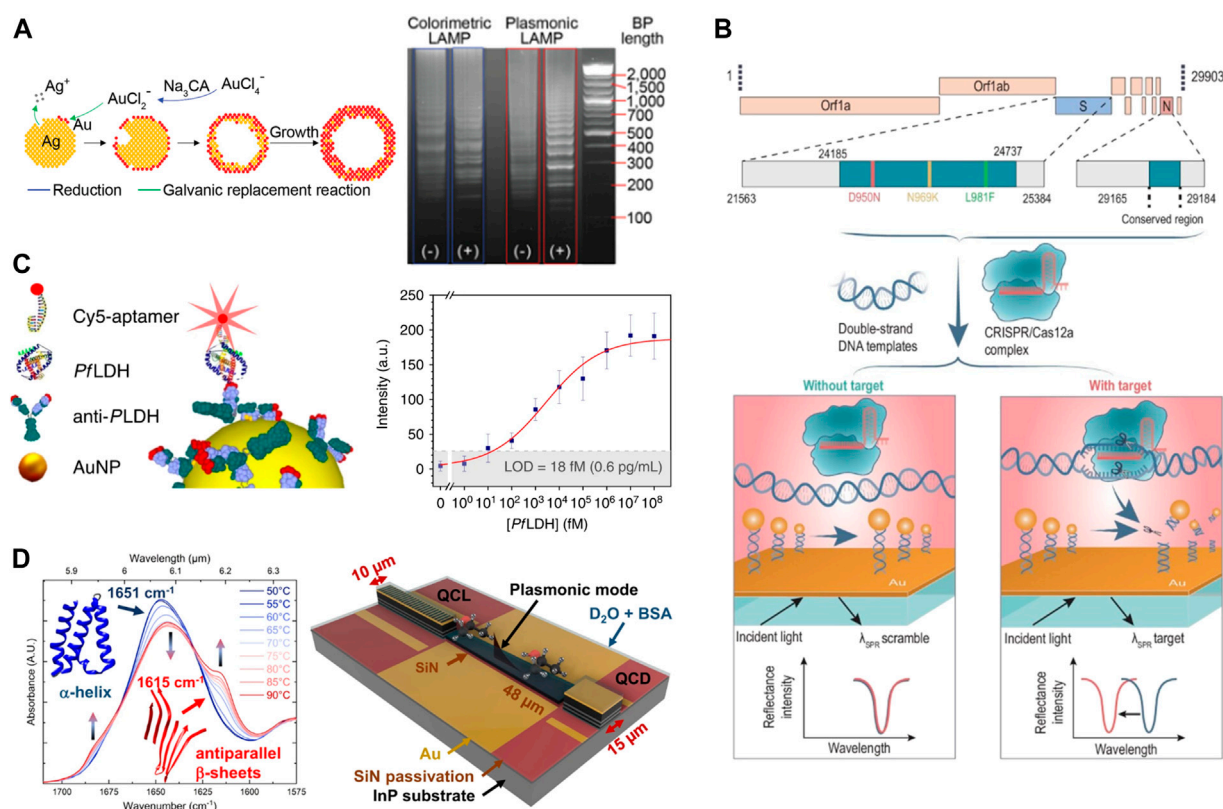 A
Ag+
AuCl2-
Na3CA
AuCl4-
Au
Ag
Growth
Reduction
Galvanic replacement reaction
Colorimetric
LAMP
Plasmonic
LAMP
BP
length
2,000
1,500
1,000
700
500
400
300
200
100
(-)
(+)
(-)
(+)
B
1
29903
Orf1a
Orf1ab
S
N
24185
24737
21563
D950N
N969K
L981F
25384
29165
29184
Conserved region
Double-strand
DNA templates
CRISPR/Cas12a
complex
Without target
With target
Au
Au
Incident light
λSPR scramble
Incident light
λSPR target
Reflectance
intensity
Wavelength
Reflectance
intensity
Wavelength
C
Cy5-aptamer
PfLDH
anti-PLDH
AuNP
Intensity (a.u.)
250
200
150
100
50
0
LOD = 18 fM (0.6 pg/mL)
0 10^0 10^1 10^2 10^3 10^4 10^5 10^6 10^7 10^8
[PfLDH] (fM)
D
Wavelength (μm)
5.9 6 6.1 6.2 6.3
1651 cm-1
α-helix
1615 cm-1
antiparallel
β-sheets
50°C
55°C
60°C
65°C
70°C
75°C
80°C
85°C
90°C
Absorbance (A.U.)
1700 1675 1650 1625 1600 1575
Wavenumber (cm-1)
10 μm
QCL
Plasmonic mode
D2O + BSA
SiN
48 μm
QCD
15 μm
Au
SiN passivation
InP substrate